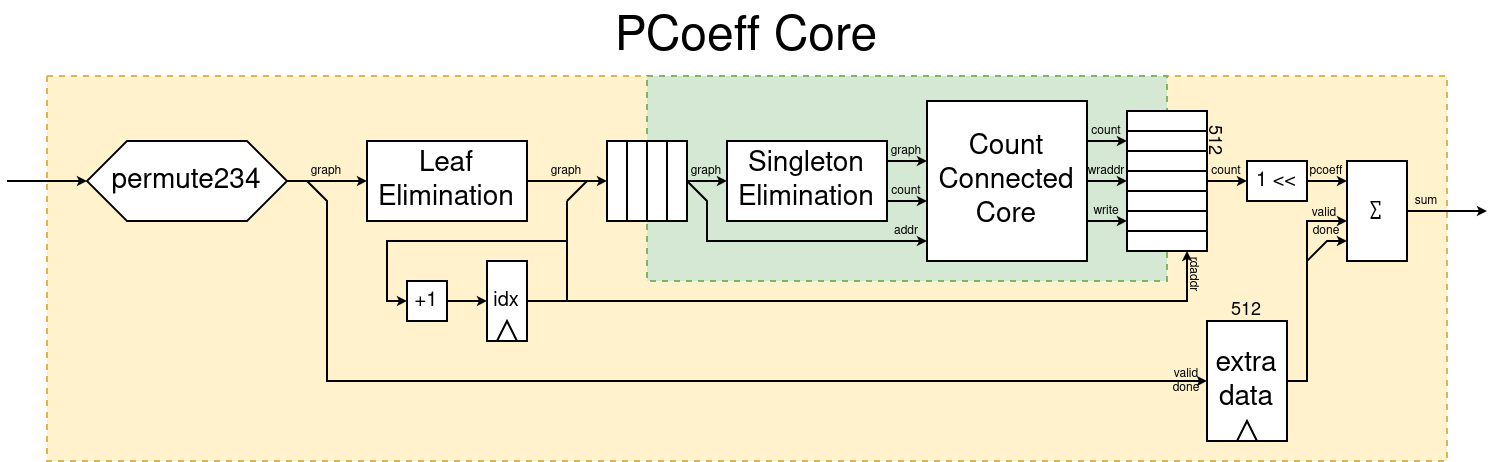 PCoeff Core
permute234
graph
Leaf
Elimination
graph
graph
Singleton
Elimination
graph
count
addr
Count
Connected
Core
count
wraddr
write
512
count
1 <<
pcoeff
valid
done
Σ
sum
+1
idx
rdaddr
valid
done
512
extra
data